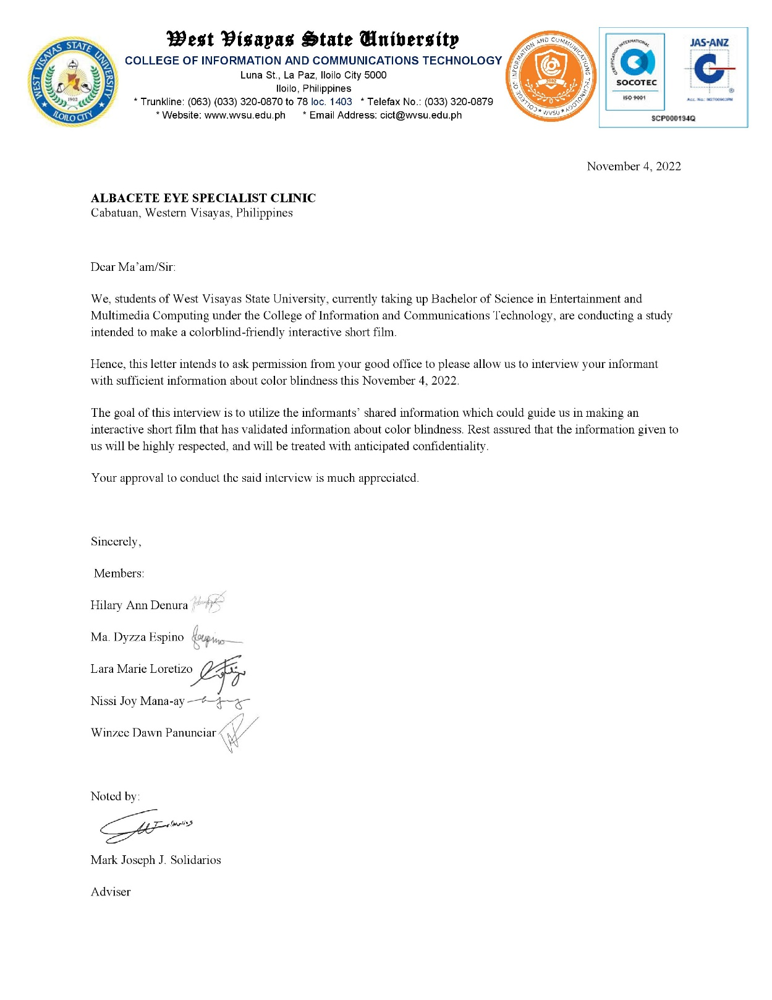 West Visayas State University
COLLEGE OF INFORMATION AND COMMUNICATIONS TECHNOLOGY
Luna St., La Paz, Iloilo City 5000
Iloilo, Philippines
* Trunkline: (063) (033) 320-0870 to 78 loc. 1403 * Telefax No.: (033) 320-0879
* Website: www.wvsu.edu.ph * Email Address: cict@wvsu.edu.ph
WEST VISAYAS STATE UNIVERSITY
1902
ILOILO CITY
COLLEGE OF INFORMATION AND COMMUNICATIONS TECHNOLOGY
* WVSU *
CERTIFICATION INTERNATIONAL
SOCOTEC
ISO 9001
JAS-ANZ
SCP000194Q
November 4, 2022
ALBACETE EYE SPECIALIST CLINIC
Cabatuan, Western Visayas, Philippines
Dear Ma’am/Sir:
We, students of West Visayas State University, currently taking up Bachelor of Science in Entertainment and
Multimedia Computing under the College of Information and Communications Technology, are conducting a study
intended to make a colorblind-friendly interactive short film.
Hence, this letter intends to ask permission from your good office to please allow us to interview your informant
with sufficient information about color blindness this November 4, 2022.
The goal of this interview is to utilize the informants’ shared information which could guide us in making an
interactive short film that has validated information about color blindness. Rest assured that the information given to
us will be highly respected, and will be treated with anticipated confidentiality.
Your approval to conduct the said interview is much appreciated.
Sincerely,
Members:
Hilary Ann Denura
Ma. Dyzza Espino
Lara Marie Loretizo
Nissi Joy Mana-ay
Winzee Dawn Panunciar
Noted by:
Mark Joseph J. Solidarios
Adviser